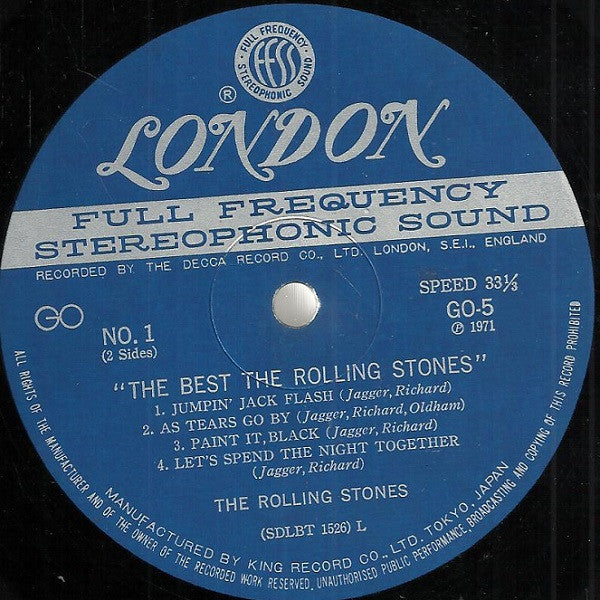 FULL FREQUENCY
FFSS
STEREOPHONIC SOUND
®
LONDON
FULL FREQUENCY
STEREOPHONIC SOUND
RECORDED BY THE DECCA RECORD CO., LTD. LONDON, S.E.I., ENGLAND
GO
SPEED 33⅓
NO. 1
GO-5
(2 Sides)
Ⓟ 1971
"THE BEST THE ROLLING STONES"
1. JUMPIN' JACK FLASH (Jagger, Richard)
2. AS TEARS GO BY (Jagger, Richard, Oldham)
3. PAINT IT, BLACK (Jagger, Richard)
4. LET'S SPEND THE NIGHT TOGETHER
(Jagger, Richard)
THE ROLLING STONES
(SDLBT 1526) L
MANUFACTURED BY KING RECORD CO., LTD. TOKYO, JAPAN
ALL RIGHTS OF THE MANUFACTURER AND OF THE OWNER OF THE RECORDED WORK RESERVED, UNAUTHORISED PUBLIC PERFORMANCE, BROADCASTING AND COPYING OF THIS RECORD PROHIBITED